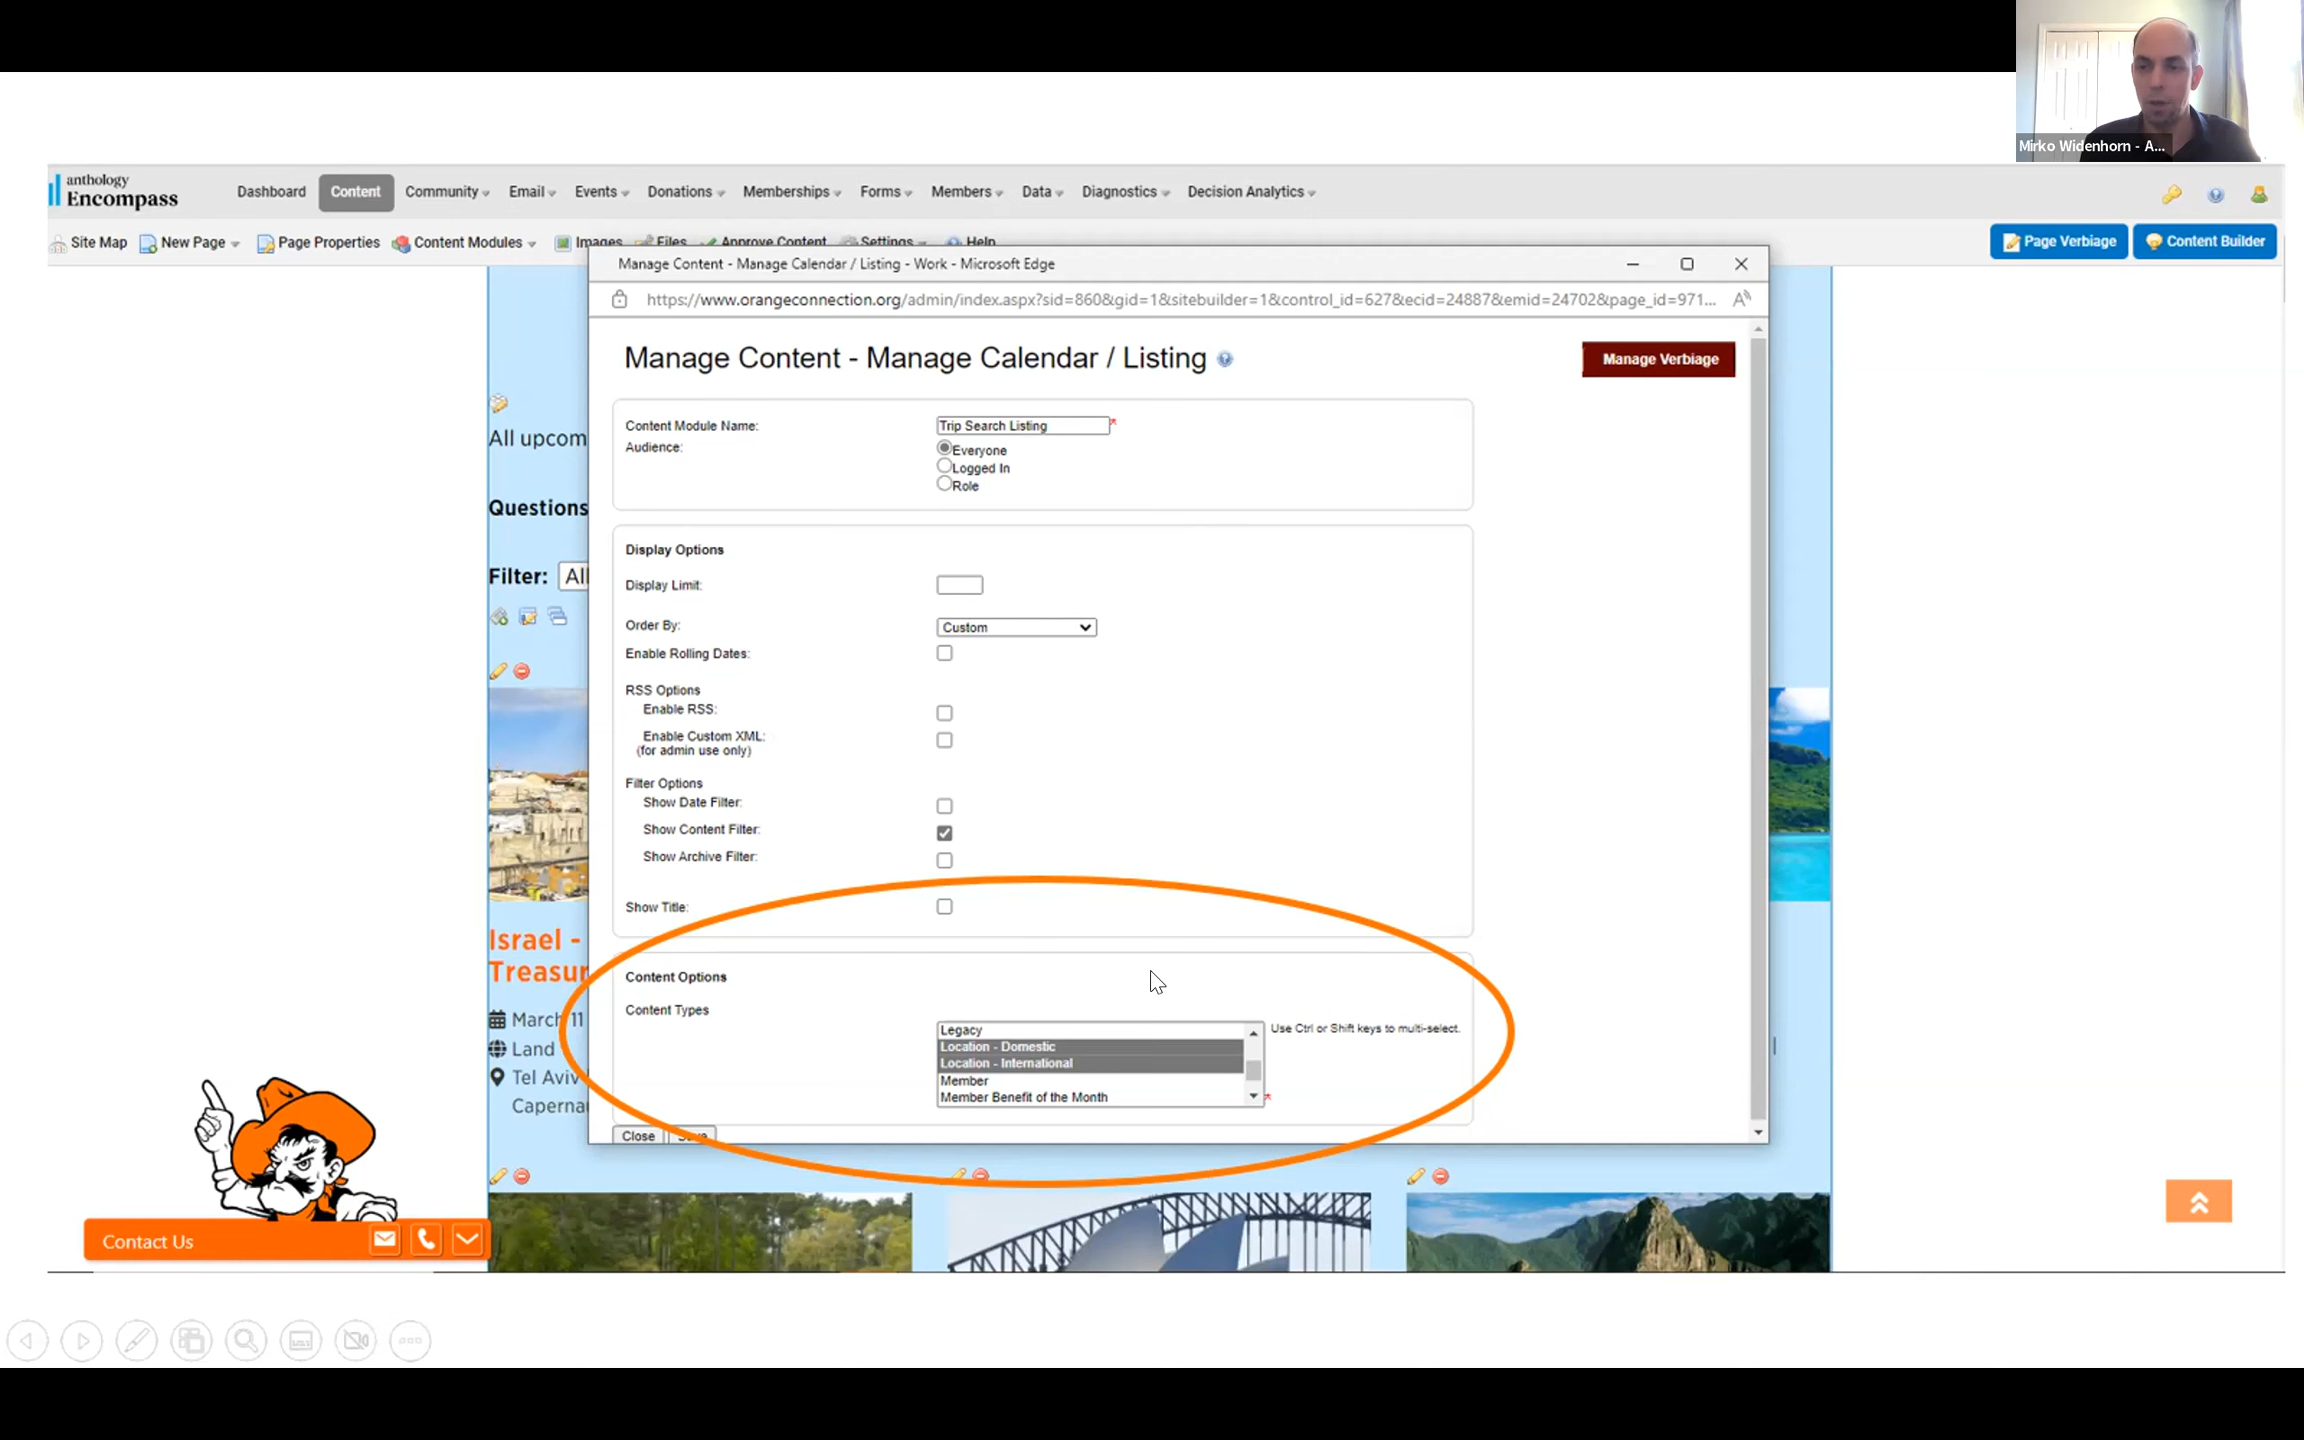 Mirko Widenhorn - A...
anthology
Encompass
Dashboard Content Community Email Events Donations Memberships Forms Members Data Diagnostics Decision Analytics
Site Map New Page Page Properties Content Modules Images Files Approve Content Settings Help
Page Verbiage Content Builder
Manage Content - Manage Calendar / Listing - Work - Microsoft Edge
https://www.orangeconnection.org/admin/index.aspx?sid=860&gid=1&sitebuilder=1&control_id=627&ecid=24887&emid=24702&page_id=971...
Manage Content - Manage Calendar / Listing
Manage Verbiage
All upcom
Questions
Filter: All
Content Module Name: Trip Search Listing
Audience: Everyone
Logged In
Role
Display Options
Display Limit:
Order By: Custom
Enable Rolling Dates:
RSS Options
Enable RSS:
Enable Custom XML:
(for admin use only)
Filter Options
Show Date Filter:
Show Content Filter:
Show Archive Filter:
Show Title:
Israel -
Treasur
March 11
Land
Tel Aviv
Caperna
Content Options
Content Types
Legacy
Location - Domestic
Location - International
Member
Member Benefit of the Month
Use Ctrl or Shift keys to multi-select.
Close Save
Contact Us